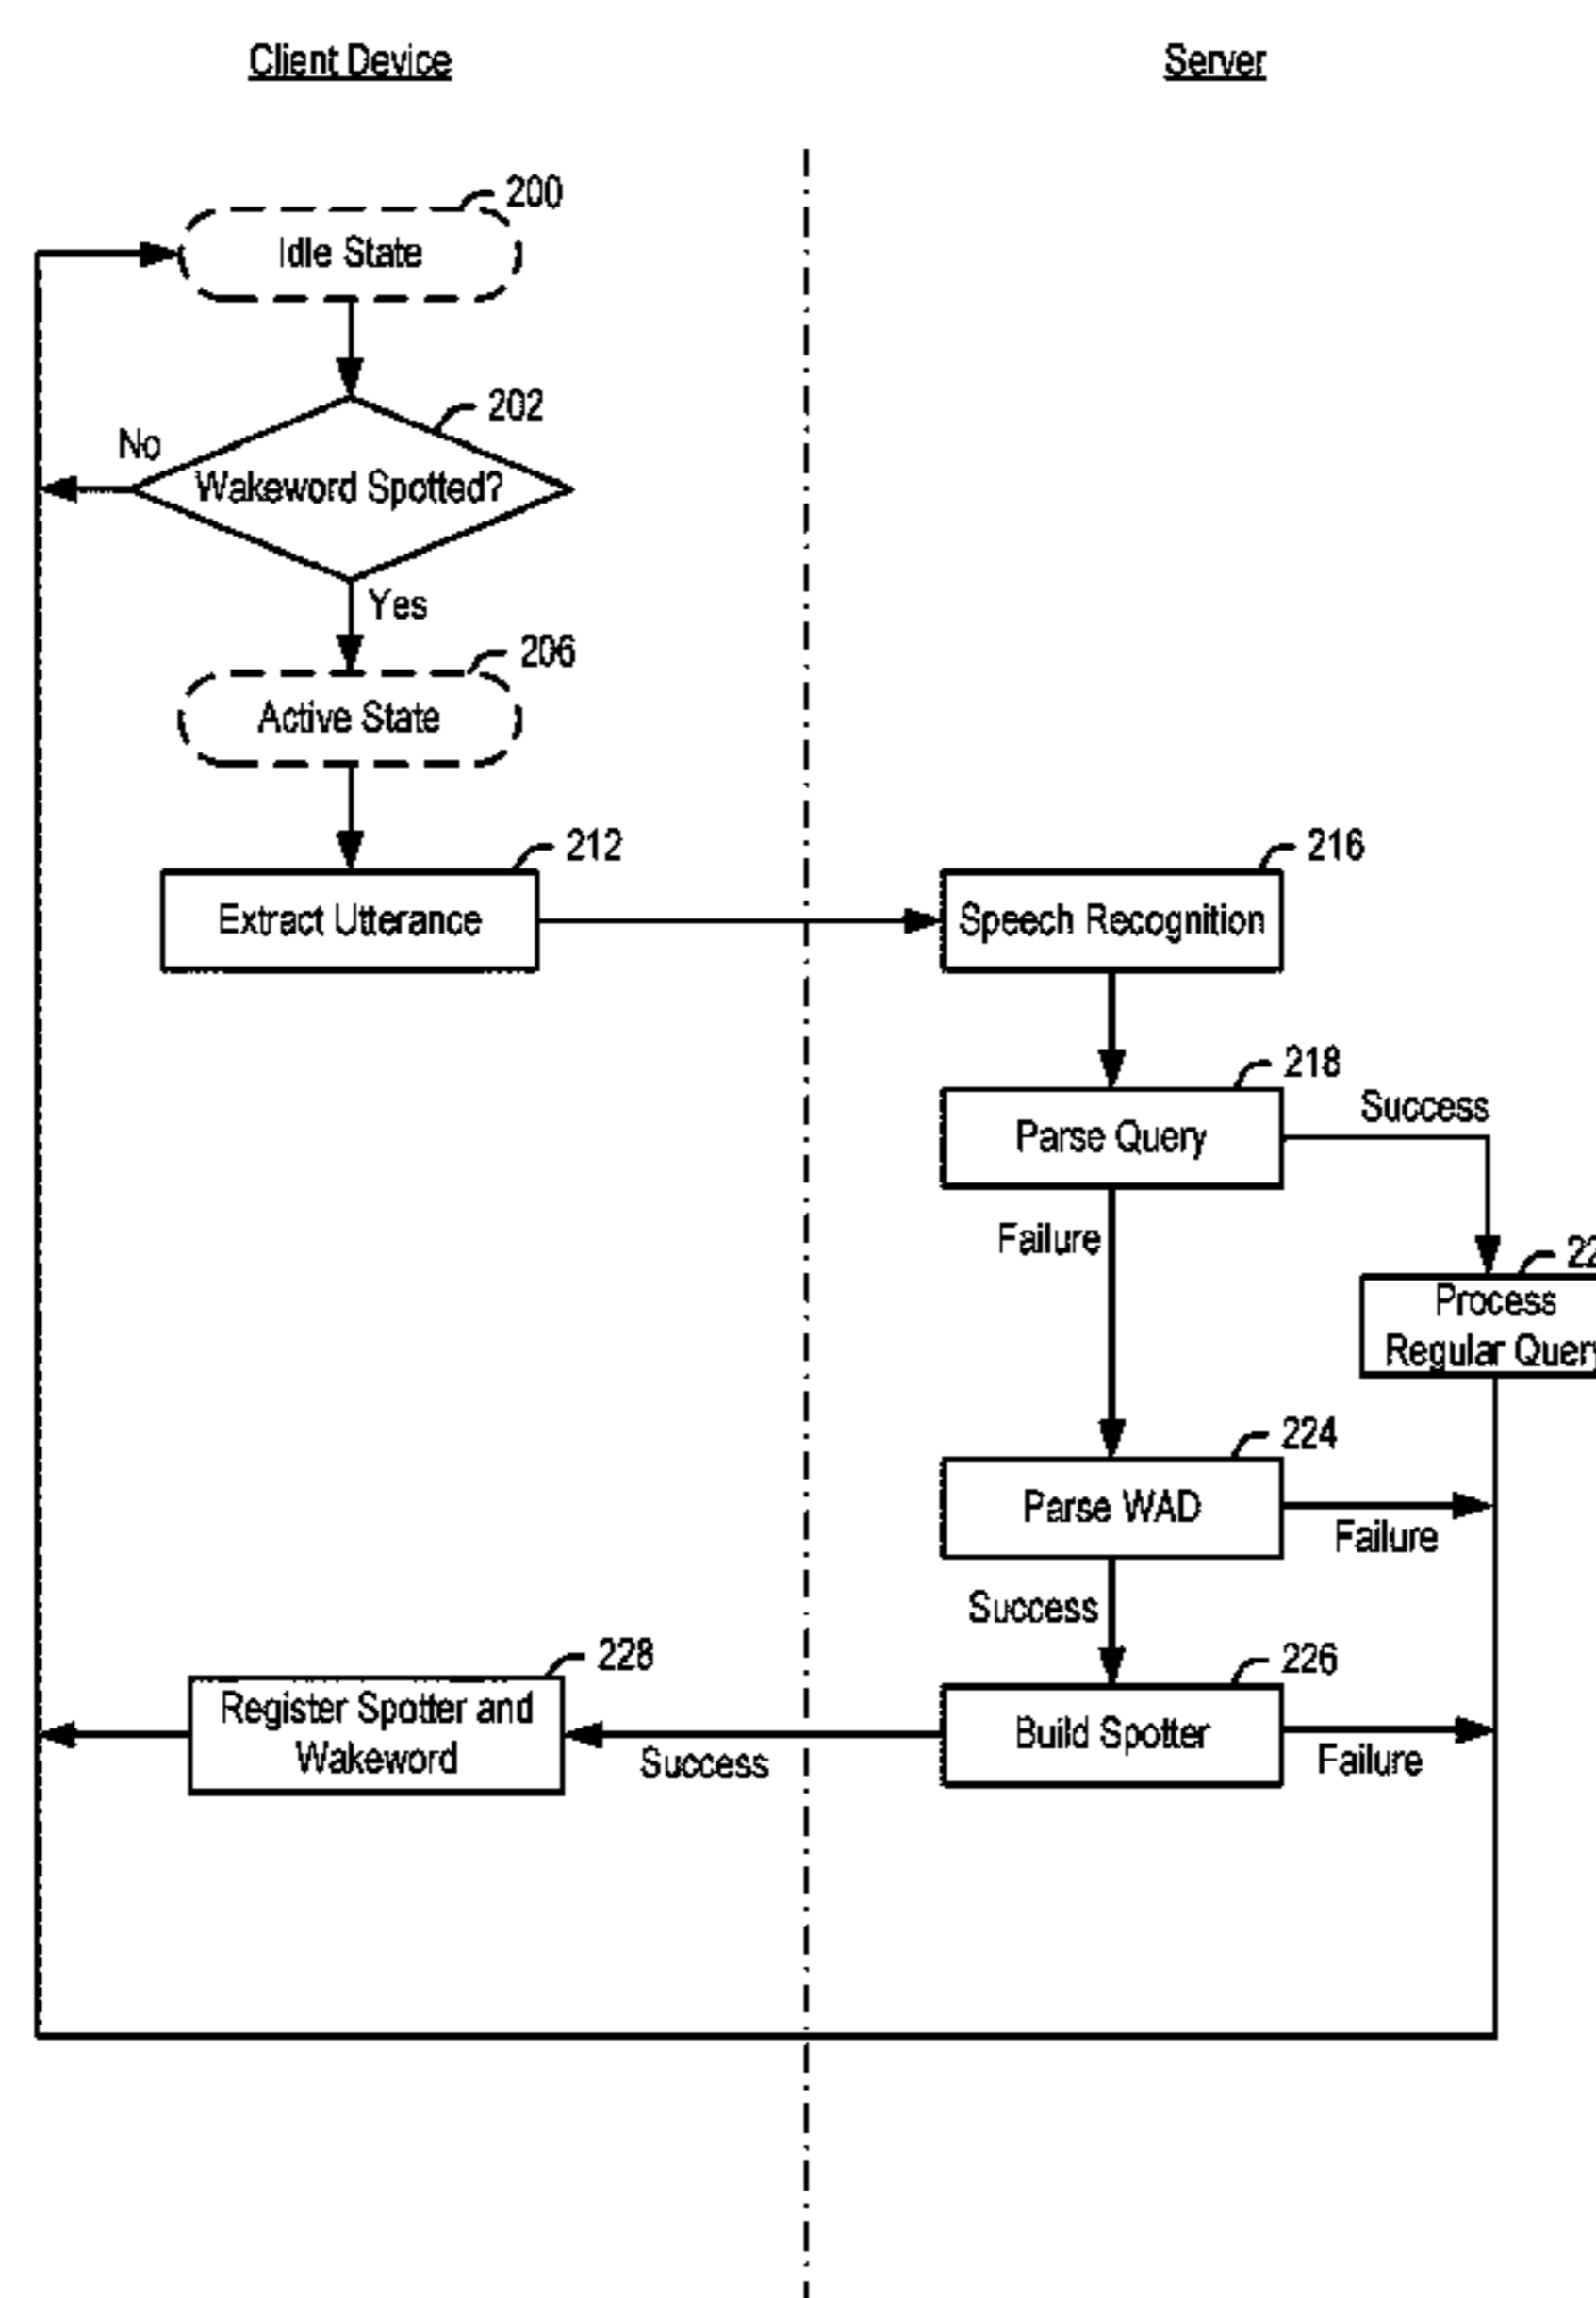 Client Device
Server
200
Idle State
202
No
Wakeword Spotted?
Yes
206
Active State
212
216
Extract Utterance
Speech Recognition
218
Success
Parse Query
Failure
Process
Regular
224
Parse WAD
Failure
Success
228
226
Register Spotter and
Wakeword
Build Spotter
Success
Failure